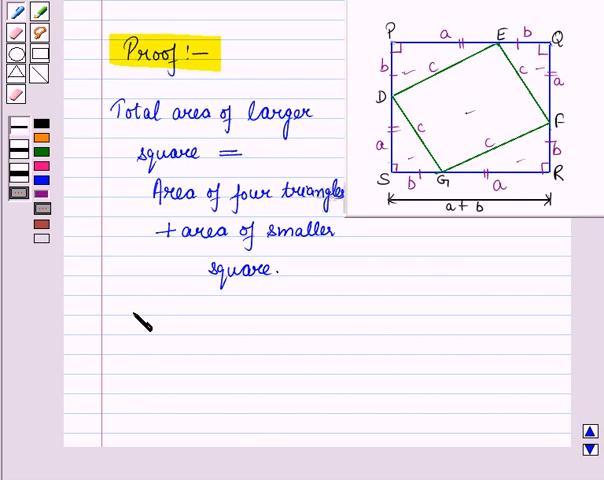 Proof :-
Total area of larger
square =
Area of four triangles
+ area of smaller
square.
P a E b Q
b c c a
D F
a c c b
S b G a R
a + b